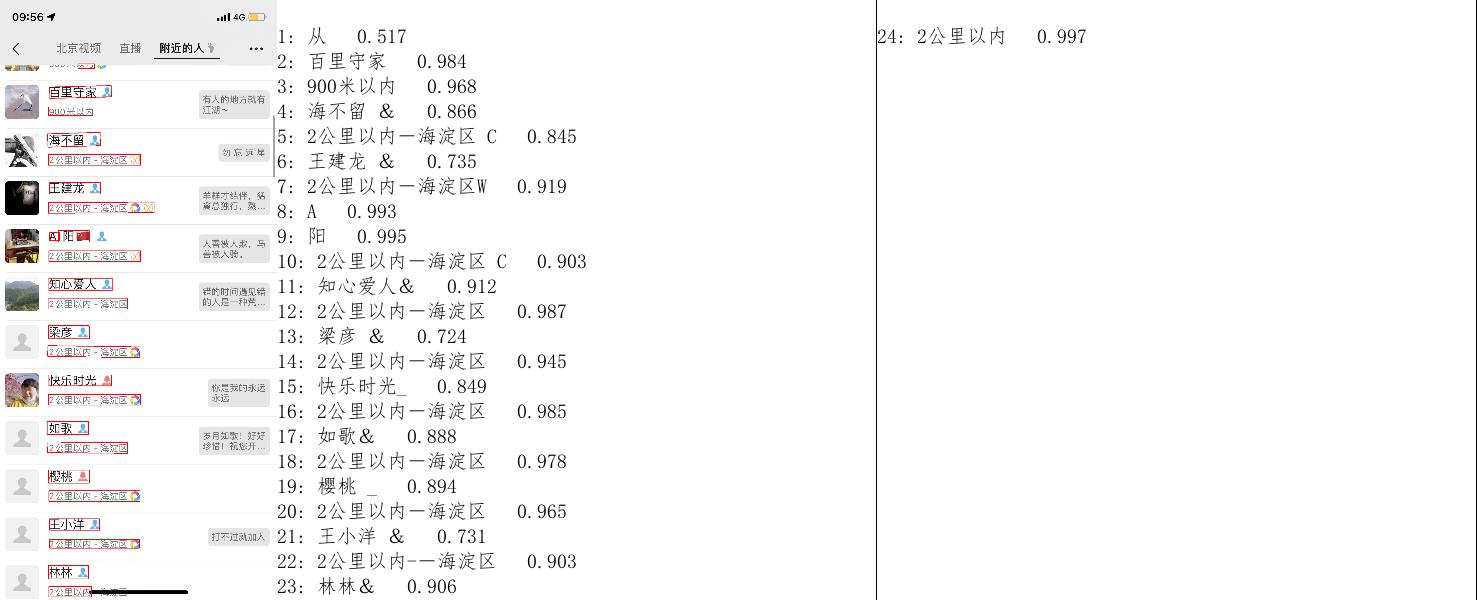 09:56
4G
北京视频 直播 附近的人
百里守家
900米以内
有人的地方就有
江湖~
海不留
2公里以内 - 海淀区
勿 忘 远 星
王建龙
2公里以内 - 海淀区
羊群才结伴,猛
禽总独行,熬...
A 阳
2公里以内 - 海淀区
人善被人欺,马
善被人骑。
知心爱人
2公里以内 - 海淀区
错的时间遇见错
的人是一种荒...
梁彦
2公里以内 - 海淀区
快乐时光
2公里以内 - 海淀区
你是我的永远
永远
如歌
2公里以内 - 海淀区
岁月如歌!好好
珍惜!祝您开...
樱桃
2公里以内 - 海淀区
王小洋
2公里以内 - 海淀区
打不过就加入
林林
2公里以内 - 海淀区
1: 从 0.517
2: 百里守家 0.984
3: 900米以内 0.968
4: 海不留 & 0.866
5: 2公里以内一海淀区 C 0.845
6: 王建龙 & 0.735
7: 2公里以内一海淀区W 0.919
8: A 0.993
9: 阳 0.995
10: 2公里以内一海淀区 C 0.903
11: 知心爱人& 0.912
12: 2公里以内一海淀区 0.987
13: 梁彦 & 0.724
14: 2公里以内一海淀区 0.945
15: 快乐时光_ 0.849
16: 2公里以内一海淀区 0.985
17: 如歌& 0.888
18: 2公里以内一海淀区 0.978
19: 樱桃 _ 0.894
20: 2公里以内一海淀区 0.965
21: 王小洋 & 0.731
22: 2公里以内-一海淀区 0.903
23: 林林& 0.906
24: 2公里以内 0.997